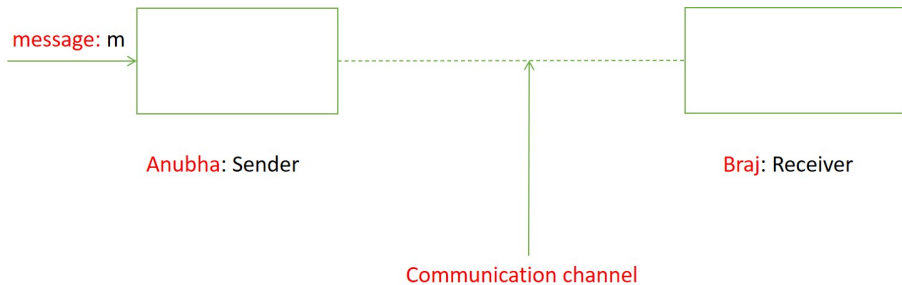 message: m
Anubha: Sender
Braj: Receiver
Communication channel